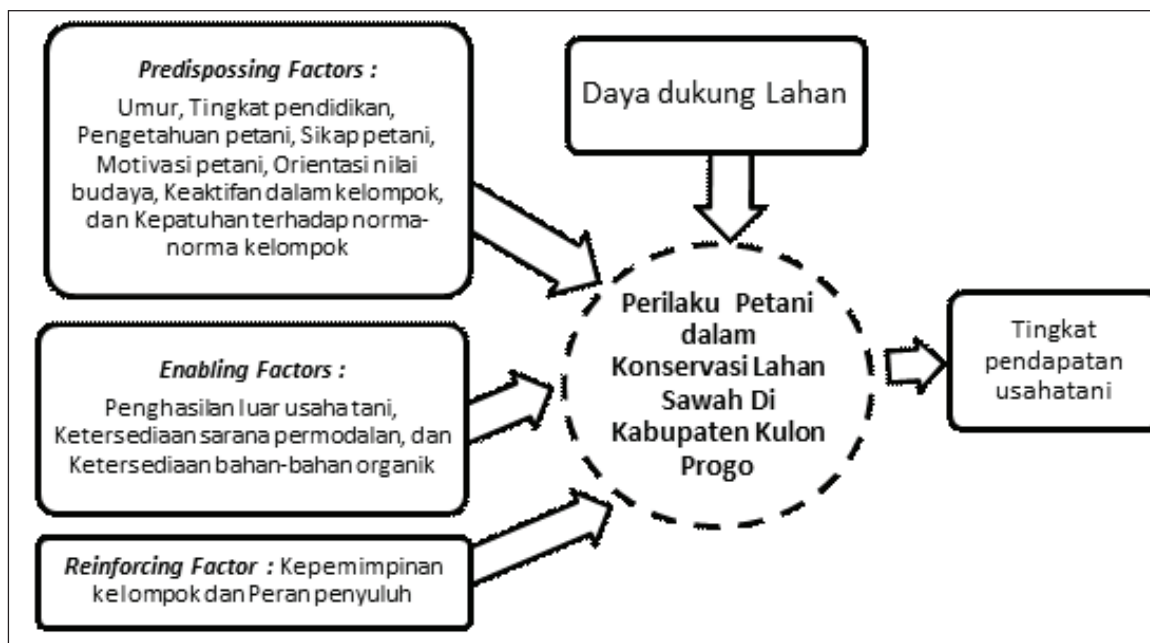 Predispossing Factors :
Umur, Tingkat pendidikan,
Pengetahuan petani, Sikap petani,
Motivasi petani, Orientasi nilai
budaya, Keaktifan dalam kelompok,
dan Kepatuhan terhadap norma-
norma kelompok
Enabling Factors :
Penghasilan luar usaha tani,
Ketersediaan sarana permodalan, dan
Ketersediaan bahan-bahan organik
Reinforcing Factor : Kepemimpinan
kelompok dan Peran penyuluh
Daya dukung Lahan
Perilaku Petani
dalam
Konservasi Lahan
Sawah Di
Kabupaten Kulon
Progo
Tingkat
pendapatan
usahatani